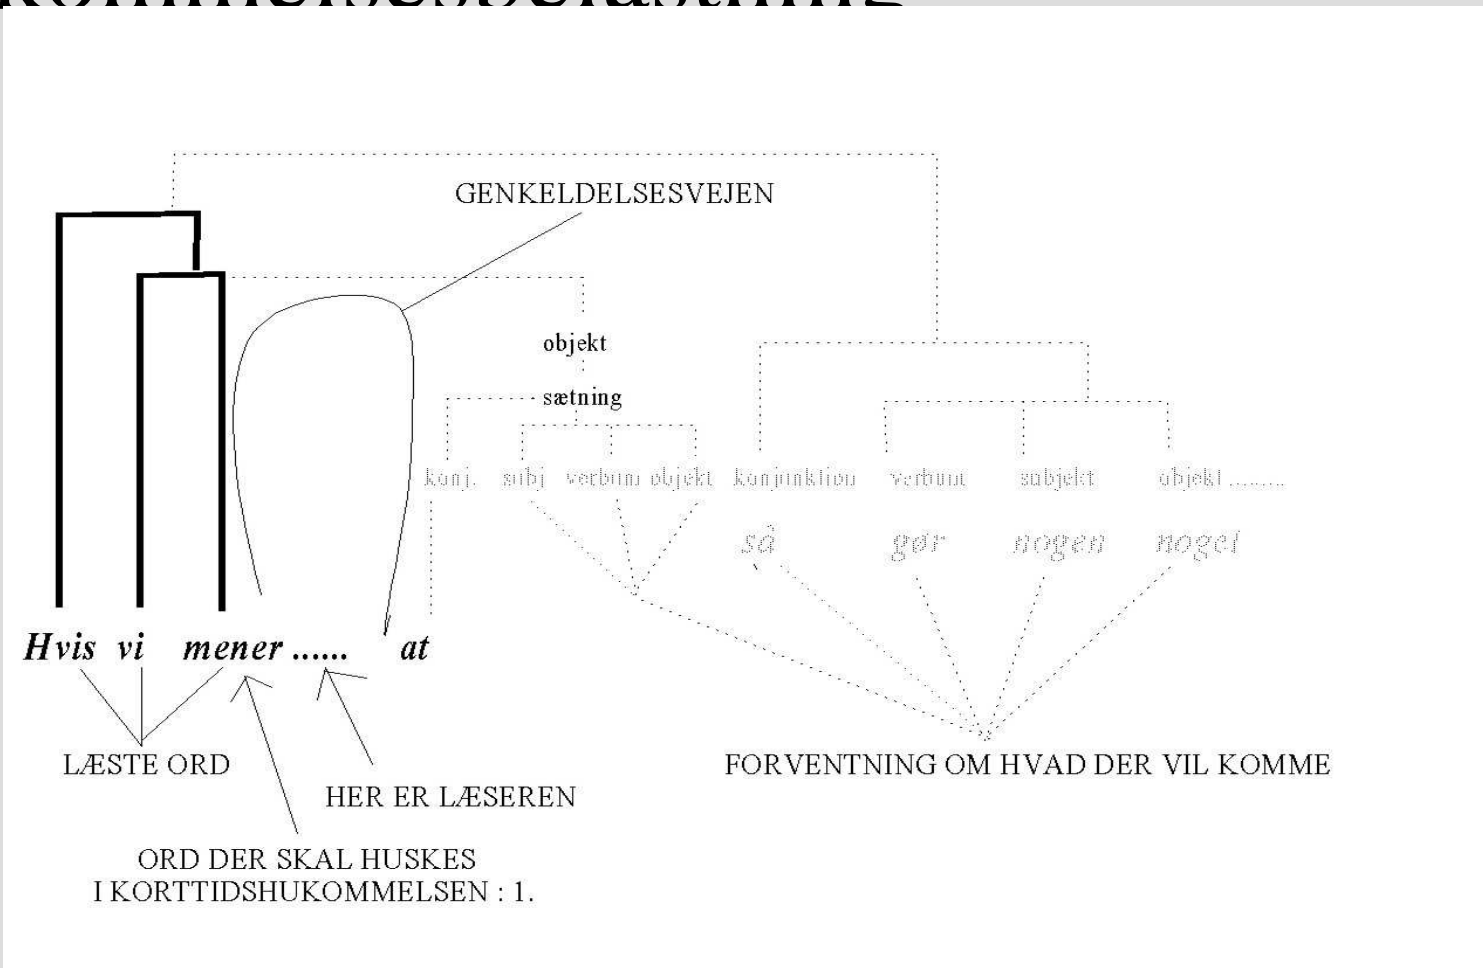 GENKELDELSESVEJEN
objekt
sætning
konj. subj verbum objekt konjunktion verbum subjekt objekt ........
så gør nogen noget
Hvis vi mener ...... at
LÆSTE ORD
FORVENTNING OM HVAD DER VIL KOMME
HER ER LÆSEREN
ORD DER SKAL HUSKES
I KORTTIDSHUKOMMELSEN : 1.